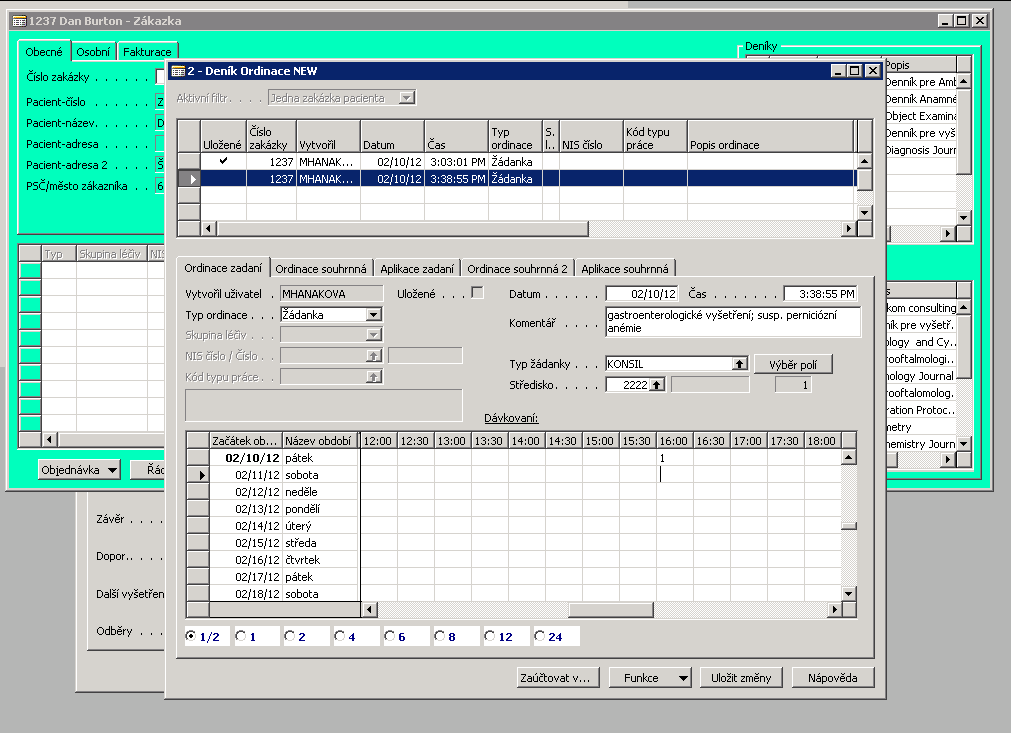 1237 Dan Burton - Zákazka
Obecné Osobní Fakturace
Číslo zakázky . . . . . .
Pacient-číslo . . . . . .
Pacient-název. . . . . .
Pacient-adresa . . . . .
Pacient-adresa 2 . . . .
PSČ/město zákazníka . .
Typ Skupina léčiv NIS
Objednávka
Závěr . . . .
Dopor.. . . .
Další vyšetřen
Odběry . . .
Deníky
Popis
Denník pre Amb
Denník Anamné
Object Examina
Denník pre vyš
Diagnosis Jourr
kom consulting
ník pre vyšetř.
ology and Cy..
rooftalmologi..
nology Journal
rooftalomolog.
ration Protoc..
metry
hemistry Journ
2 - Deník Ordinace NEW
Aktivní filtr. . . . . Jedna zakázka pacienta
Uložené Číslo zakázky Vytvořil Datum Čas Typ ordinace S. l.. NIS číslo Kód typu práce Popis ordinace
1237 MHANAK... 02/10/12 3:03:01 PM Žádanka
1237 MHANAK... 02/10/12 3:38:55 PM Žádanka
Ordinace zadaní Ordinace souhrnná Aplikace zadaní Ordinace souhrnná 2 Aplikace souhrnná
Vytvořil uživatel . MHANAKOVA Uložené . . . Datum . . . . . . 02/10/12 Čas . . . . . . . 3:38:55 PM
Typ ordinace . . . Žádanka
Komentář . . . . gastroenterologické vyšetření; susp. perniciózní
anémie
Skupina léčiv . . .
NIS číslo / Číslo . .
Kód typu práce . .
Typ žádanky . . . KONSIL Výběr polí
Středisko. . . . . 2222 1
Dávkovaní:
Začátek ob... Název období 12:00 12:30 13:00 13:30 14:00 14:30 15:00 15:30 16:00 16:30 17:00 17:30 18:00
02/10/12 pátek 1
02/11/12 sobota
02/12/12 neděle
02/13/12 pondělí
02/14/12 úterý
02/15/12 středa
02/16/12 čtvrtek
02/17/12 pátek
02/18/12 sobota
1/2 1 2 4 6 8 12 24
Zaúčtovat v... Funkce Uložit změny Nápověda